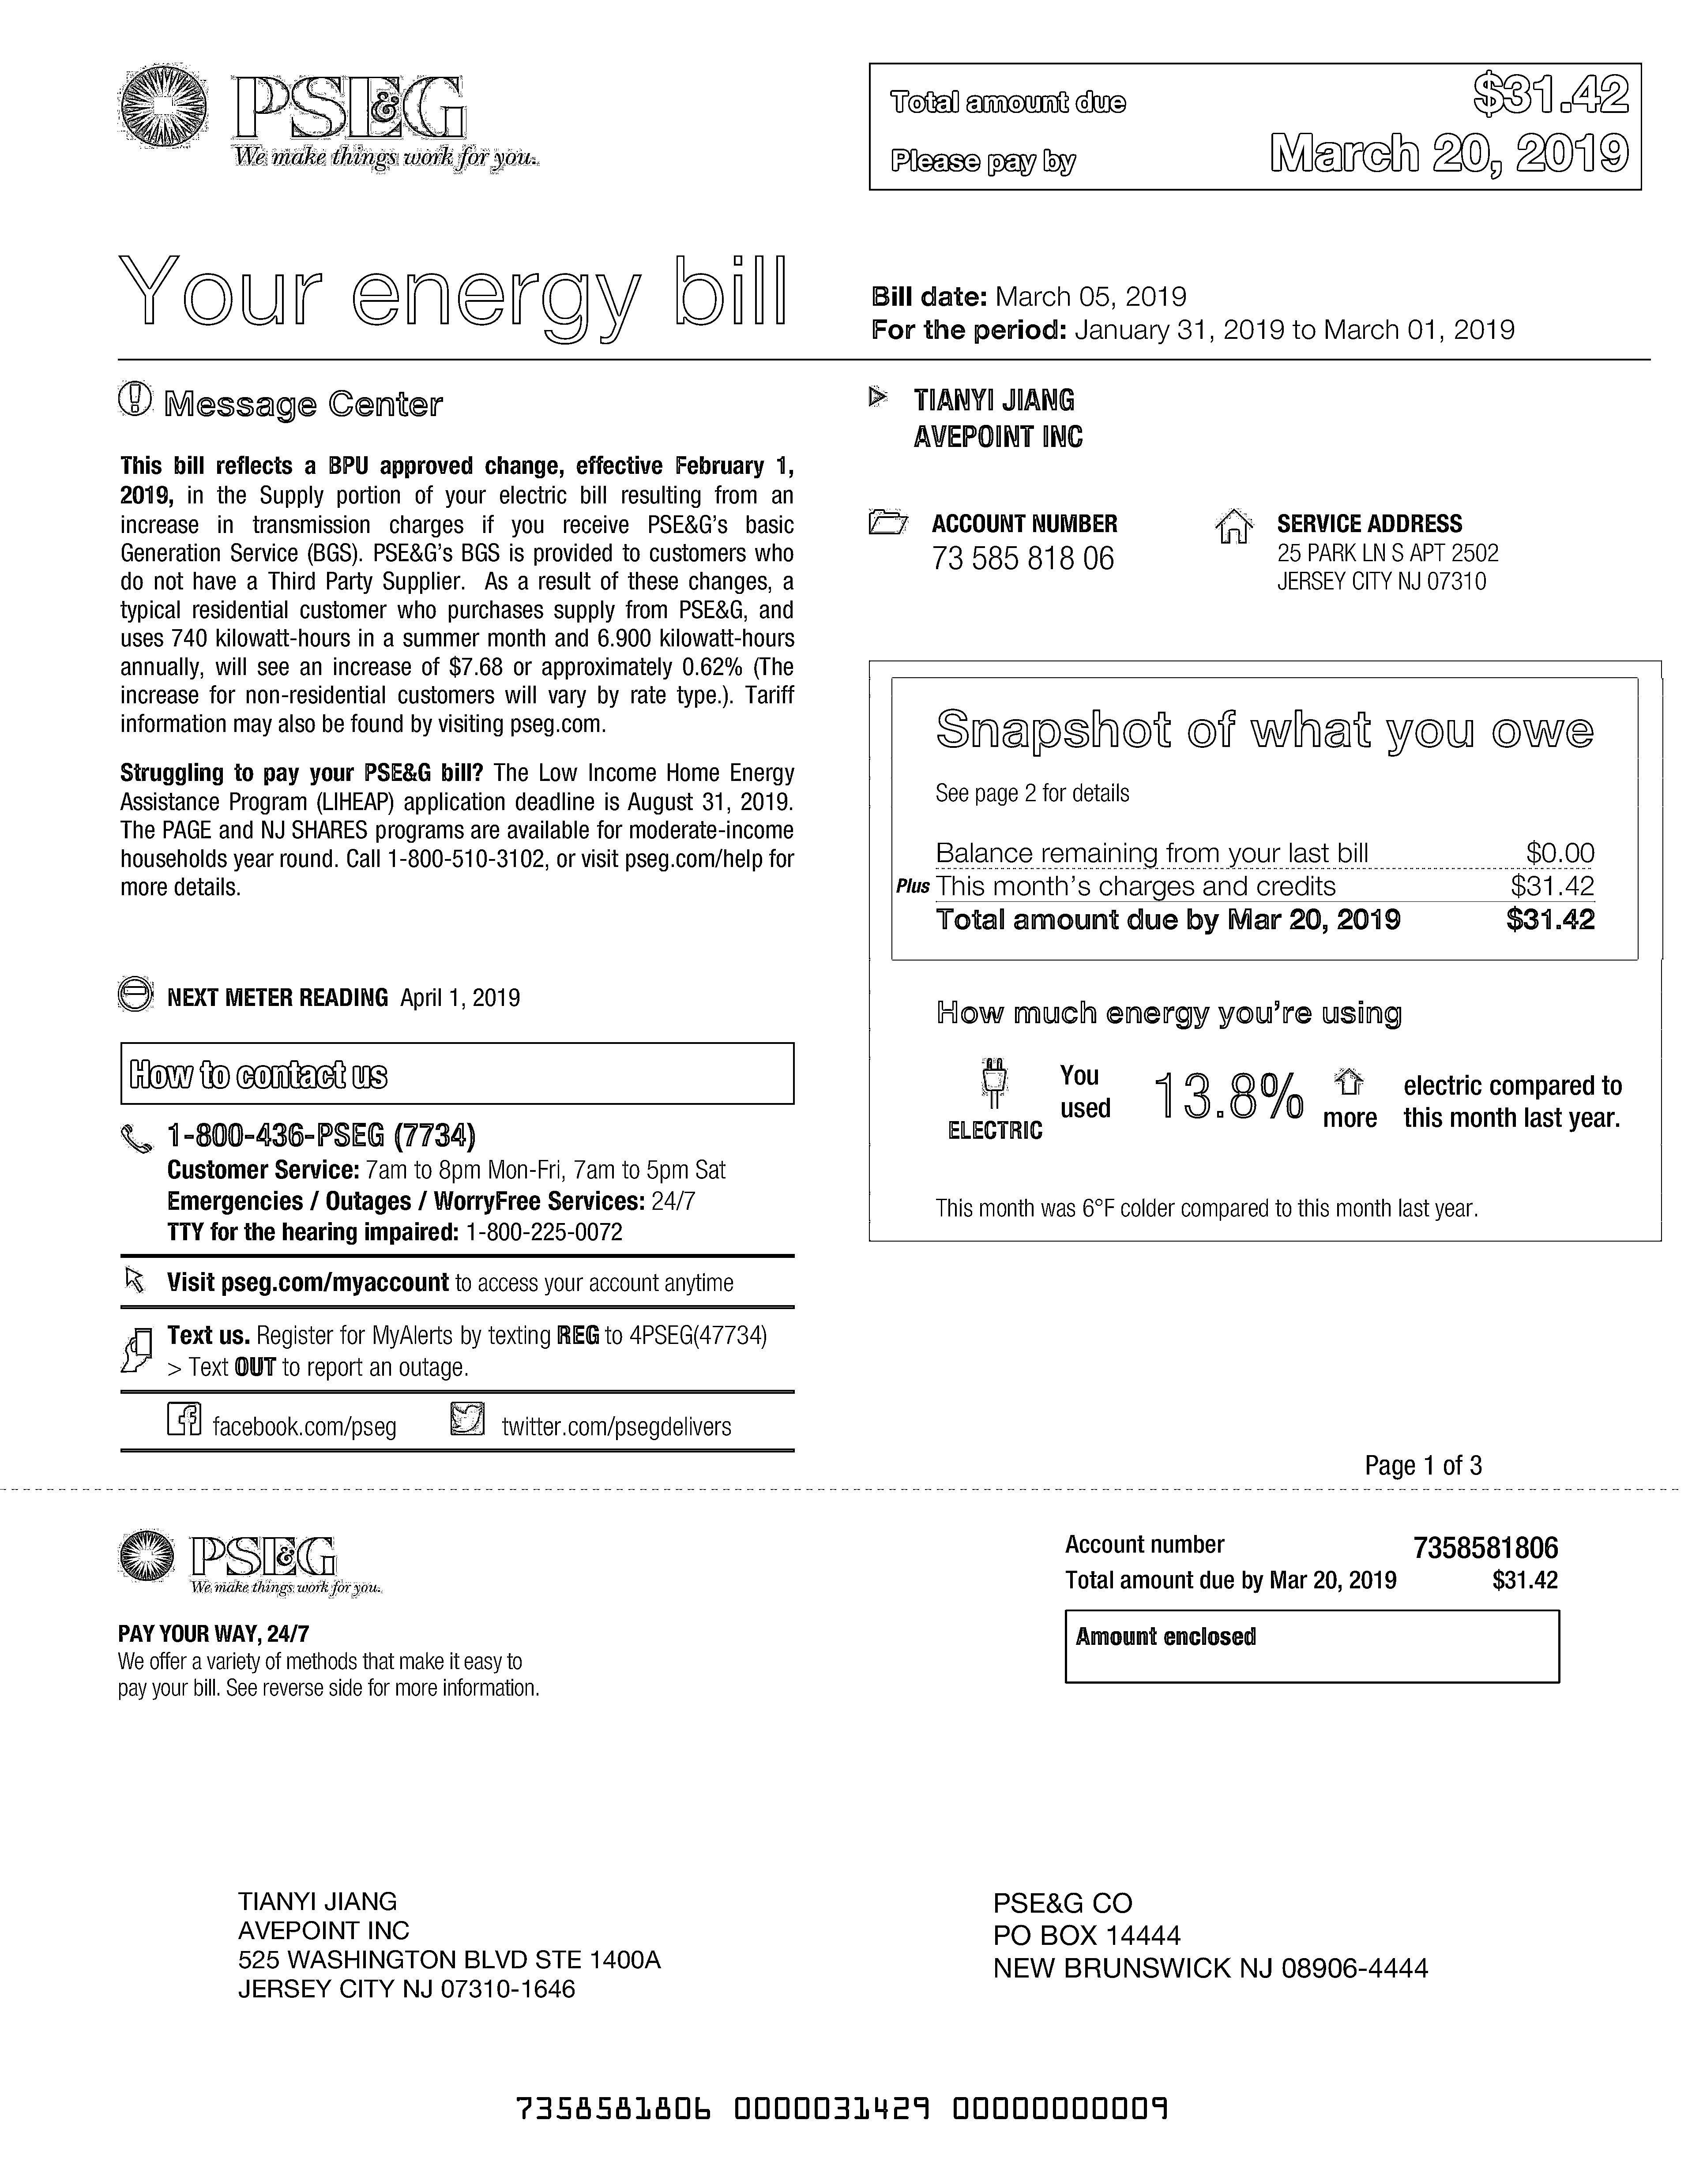 PSE&G
We make things work for you.
Total amount due $31.42
Please pay by March 20, 2019
Your energy bill
Bill date: March 05, 2019
For the period: January 31, 2019 to March 01, 2019
Message Center
This bill reflects a BPU approved change, effective February 1,
2019, in the Supply portion of your electric bill resulting from an
increase in transmission charges if you receive PSE&G's basic
Generation Service (BGS). PSE&G's BGS is provided to customers who
do not have a Third Party Supplier. As a result of these changes, a
typical residential customer who purchases supply from PSE&G, and
uses 740 kilowatt-hours in a summer month and 6.900 kilowatt-hours
annually, will see an increase of $7.68 or approximately 0.62% (The
increase for non-residential customers will vary by rate type.). Tariff
information may also be found by visiting pseg.com.
Struggling to pay your PSE&G bill? The Low Income Home Energy
Assistance Program (LIHEAP) application deadline is August 31, 2019.
The PAGE and NJ SHARES programs are available for moderate-income
households year round. Call 1-800-510-3102, or visit pseg.com/help for
more details.
NEXT METER READING April 1, 2019
How to contact us
1-800-436-PSEG (7734)
Customer Service: 7am to 8pm Mon-Fri, 7am to 5pm Sat
Emergencies / Outages / WorryFree Services: 24/7
TTY for the hearing impaired: 1-800-225-0072
Visit pseg.com/myaccount to access your account anytime
Text us. Register for MyAlerts by texting REG to 4PSEG(47734)
> Text OUT to report an outage.
facebook.com/pseg twitter.com/psegdelivers
TIANYI JIANG
AVEPOINT INC
ACCOUNT NUMBER
73 585 818 06
SERVICE ADDRESS
25 PARK LN S APT 2502
JERSEY CITY NJ 07310
Snapshot of what you owe
See page 2 for details
Balance remaining from your last bill $0.00
Plus This month's charges and credits $31.42
Total amount due by Mar 20, 2019 $31.42
How much energy you're using
ELECTRIC
You used 13.8% more electric compared to
this month last year.
This month was 6°F colder compared to this month last year.
Page 1 of 3
PSE&G
We make things work for you.
PAY YOUR WAY, 24/7
We offer a variety of methods that make it easy to
pay your bill. See reverse side for more information.
Account number 7358581806
Total amount due by Mar 20, 2019 $31.42
Amount enclosed
TIANYI JIANG
AVEPOINT INC
525 WASHINGTON BLVD STE 1400A
JERSEY CITY NJ 07310-1646
PSE&G CO
PO BOX 14444
NEW BRUNSWICK NJ 08906-4444
7358581806 0000031429 00000000009